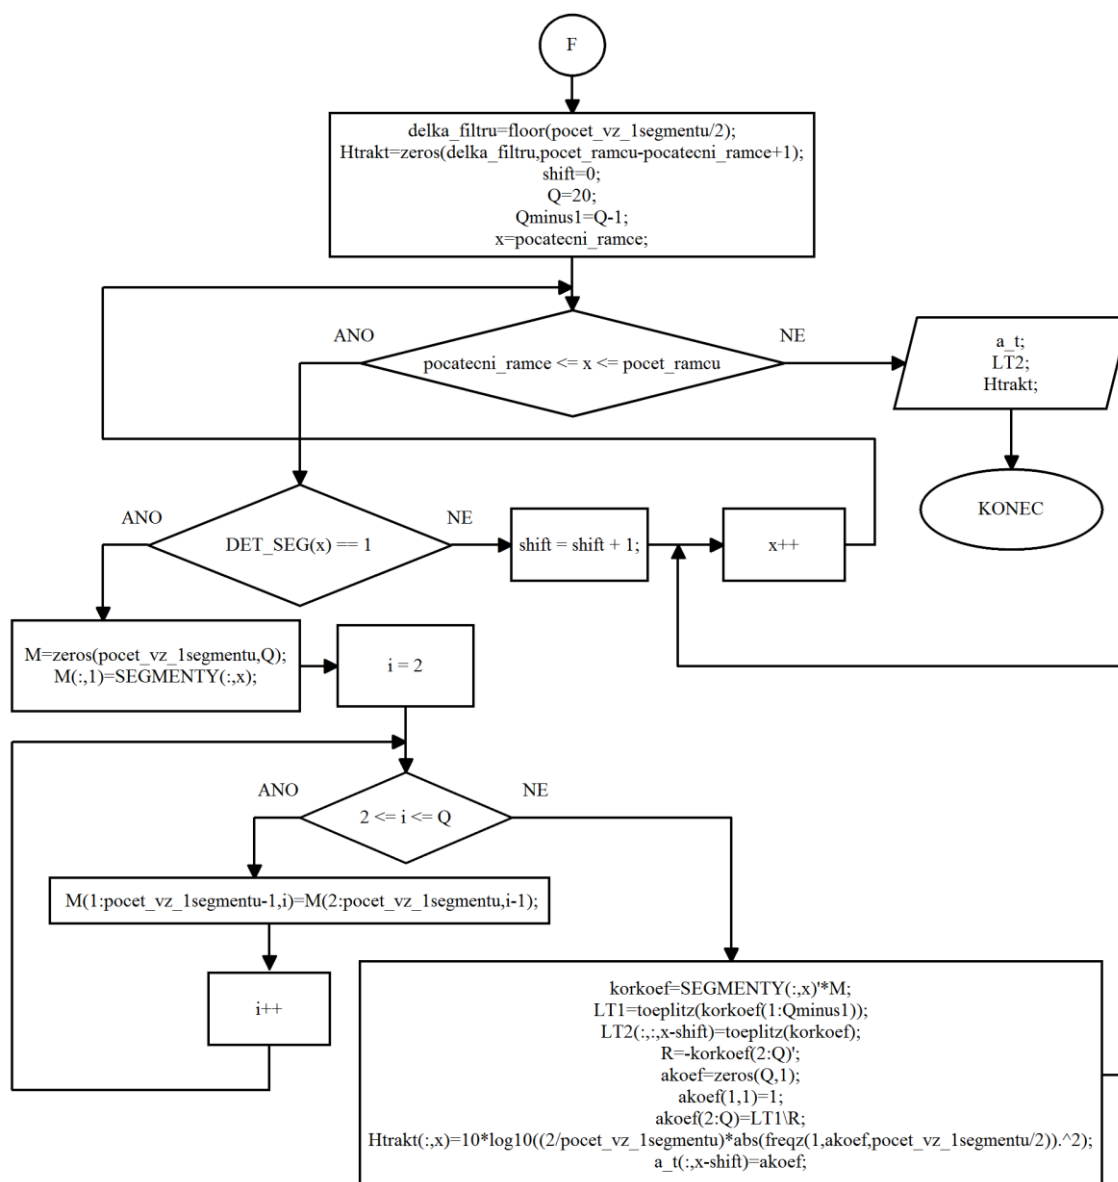 F
delka_filtru=floor(pocet_vz_1segmentu/2);
Htrakt=zeros(delka_filtru,pocet_ramcu-pocatecni_ramce+1);
shift=0;
Q=20;
Qminus1=Q-1;
x=pocatecni_ramce;
ANO
NE
pocatecni_ramce <= x <= pocet_ramcu
a_t;
LT2;
Htrakt;
KONEC
ANO
NE
DET_SEG(x) == 1
shift = shift + 1;
x++
M=zeros(pocet_vz_1segmentu,Q);
M(:,1)=SEGMENTY(:,x);
i = 2
ANO
NE
2 <= i <= Q
M(1:pocet_vz_1segmentu-1,i)=M(2:pocet_vz_1segmentu,i-1);
i++
korkoef=SEGMENTY(:,x)'*M;
LT1=toeplitz(korkoef(1:Qminus1));
LT2(:,:,x-shift)=toeplitz(korkoef);
R=-korkoef(2:Q)';
akoef=zeros(Q,1);
akoef(1,1)=1;
akoef(2:Q)=LT1\R;
Htrakt(:,x)=10*log10((2/pocet_vz_1segmentu)*abs(freqz(1,akoef,pocet_vz_1segmentu/2)).^2);
a_t(:,x-shift)=akoef;